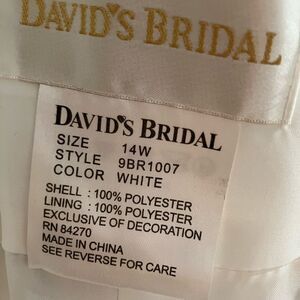 DAVID'S BRIDAL
DAVID'S BRIDAL
SIZE 14W
STYLE 9BR1007
COLOR WHITE
SHELL : 100% POLYESTER
LINING : 100% POLYESTER
EXCLUSIVE OF DECORATION
RN 84270
MADE IN CHINA
SEE REVERSE FOR CARE